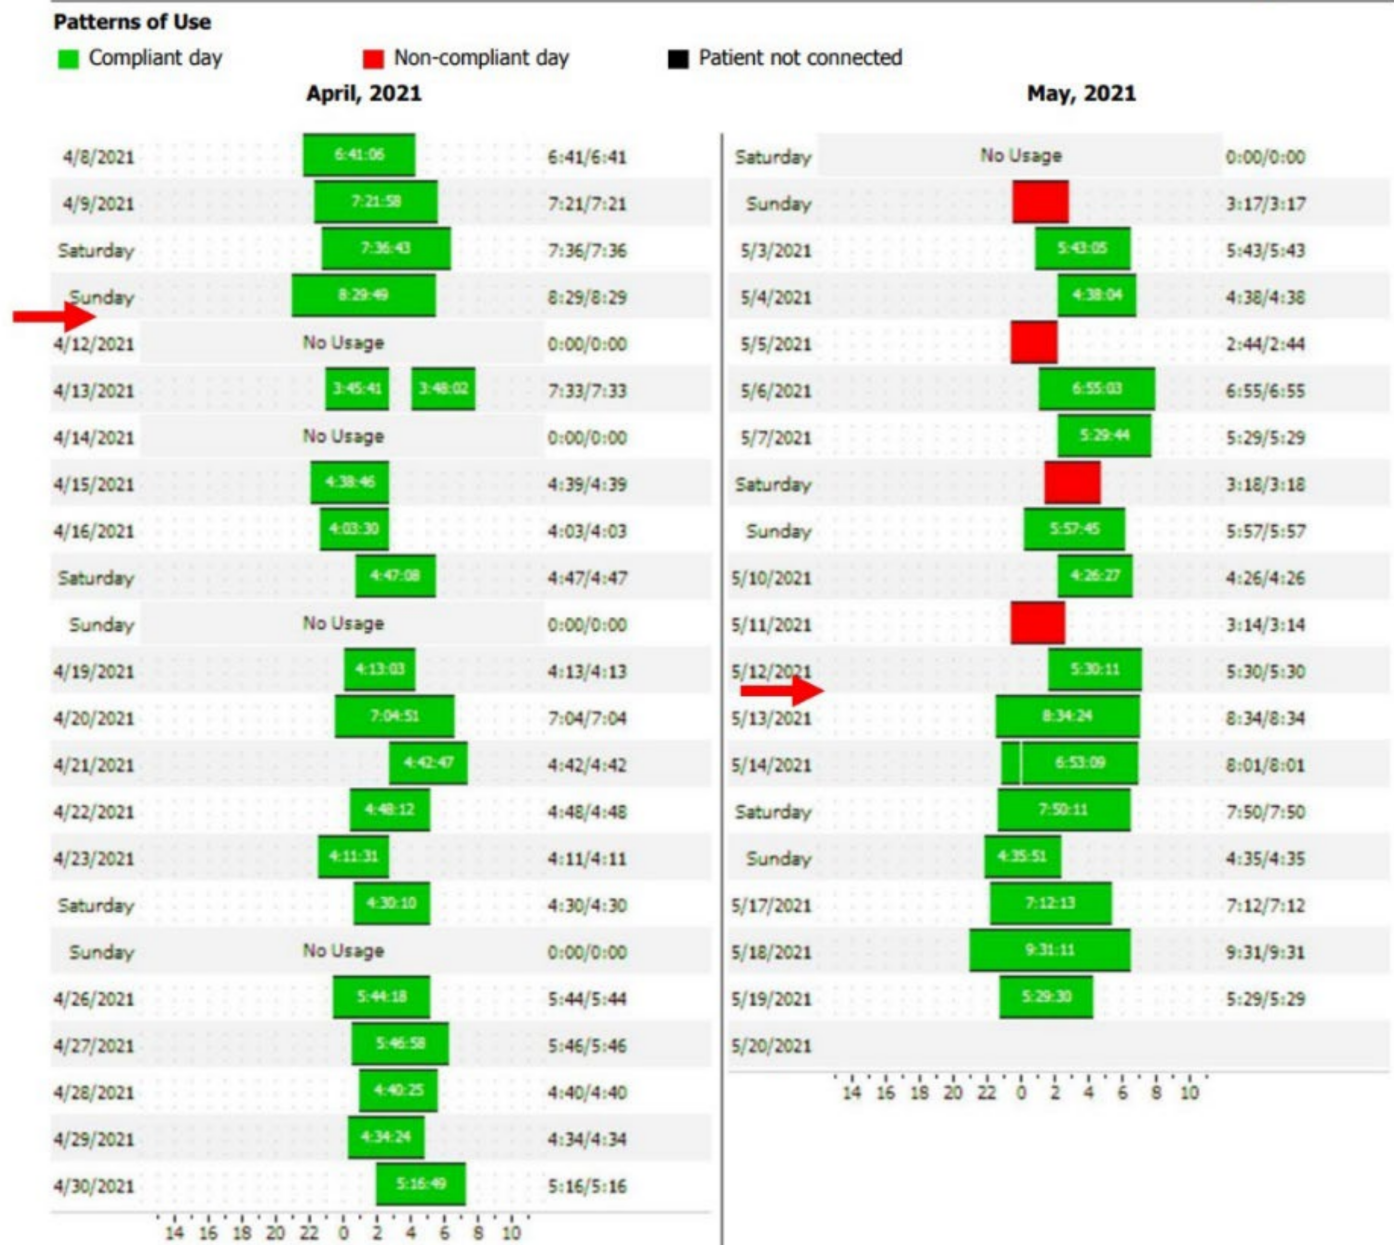 Patterns of Use
Compliant day Non-compliant day Patient not connected
April, 2021
4/8/2021 6:41:06 6:41/6:41
4/9/2021 7:21:58 7:21/7:21
Saturday 7:36:43 7:36/7:36
Sunday 8:29:49 8:29/8:29
4/12/2021 No Usage 0:00/0:00
4/13/2021 3:45:41 3:48:02 7:33/7:33
4/14/2021 No Usage 0:00/0:00
4/15/2021 4:38:46 4:39/4:39
4/16/2021 4:03:30 4:03/4:03
Saturday 4:47:08 4:47/4:47
Sunday No Usage 0:00/0:00
4/19/2021 4:13:03 4:13/4:13
4/20/2021 7:04:51 7:04/7:04
4/21/2021 4:42:47 4:42/4:42
4/22/2021 4:48:12 4:48/4:48
4/23/2021 4:11:31 4:11/4:11
Saturday 4:30:10 4:30/4:30
Sunday No Usage 0:00/0:00
4/26/2021 5:44:18 5:44/5:44
4/27/2021 5:46:58 5:46/5:46
4/28/2021 4:40:25 4:40/4:40
4/29/2021 4:34:24 4:34/4:34
4/30/2021 5:16:49 5:16/5:16
14 16 18 20 22 0 2 4 6 8 10
May, 2021
Saturday No Usage 0:00/0:00
Sunday 3:17/3:17
5/3/2021 5:43:05 5:43/5:43
5/4/2021 4:38:04 4:38/4:38
5/5/2021 2:44/2:44
5/6/2021 6:55:03 6:55/6:55
5/7/2021 5:29:44 5:29/5:29
Saturday 3:18/3:18
Sunday 5:57:45 5:57/5:57
5/10/2021 4:26:27 4:26/4:26
5/11/2021 3:14/3:14
5/12/2021 5:30:11 5:30/5:30
5/13/2021 8:34:24 8:34/8:34
5/14/2021 6:53:09 8:01/8:01
Saturday 7:50:11 7:50/7:50
Sunday 4:35:51 4:35/4:35
5/17/2021 7:12:13 7:12/7:12
5/18/2021 9:31:11 9:31/9:31
5/19/2021 5:29:30 5:29/5:29
5/20/2021
14 16 18 20 22 0 2 4 6 8 10